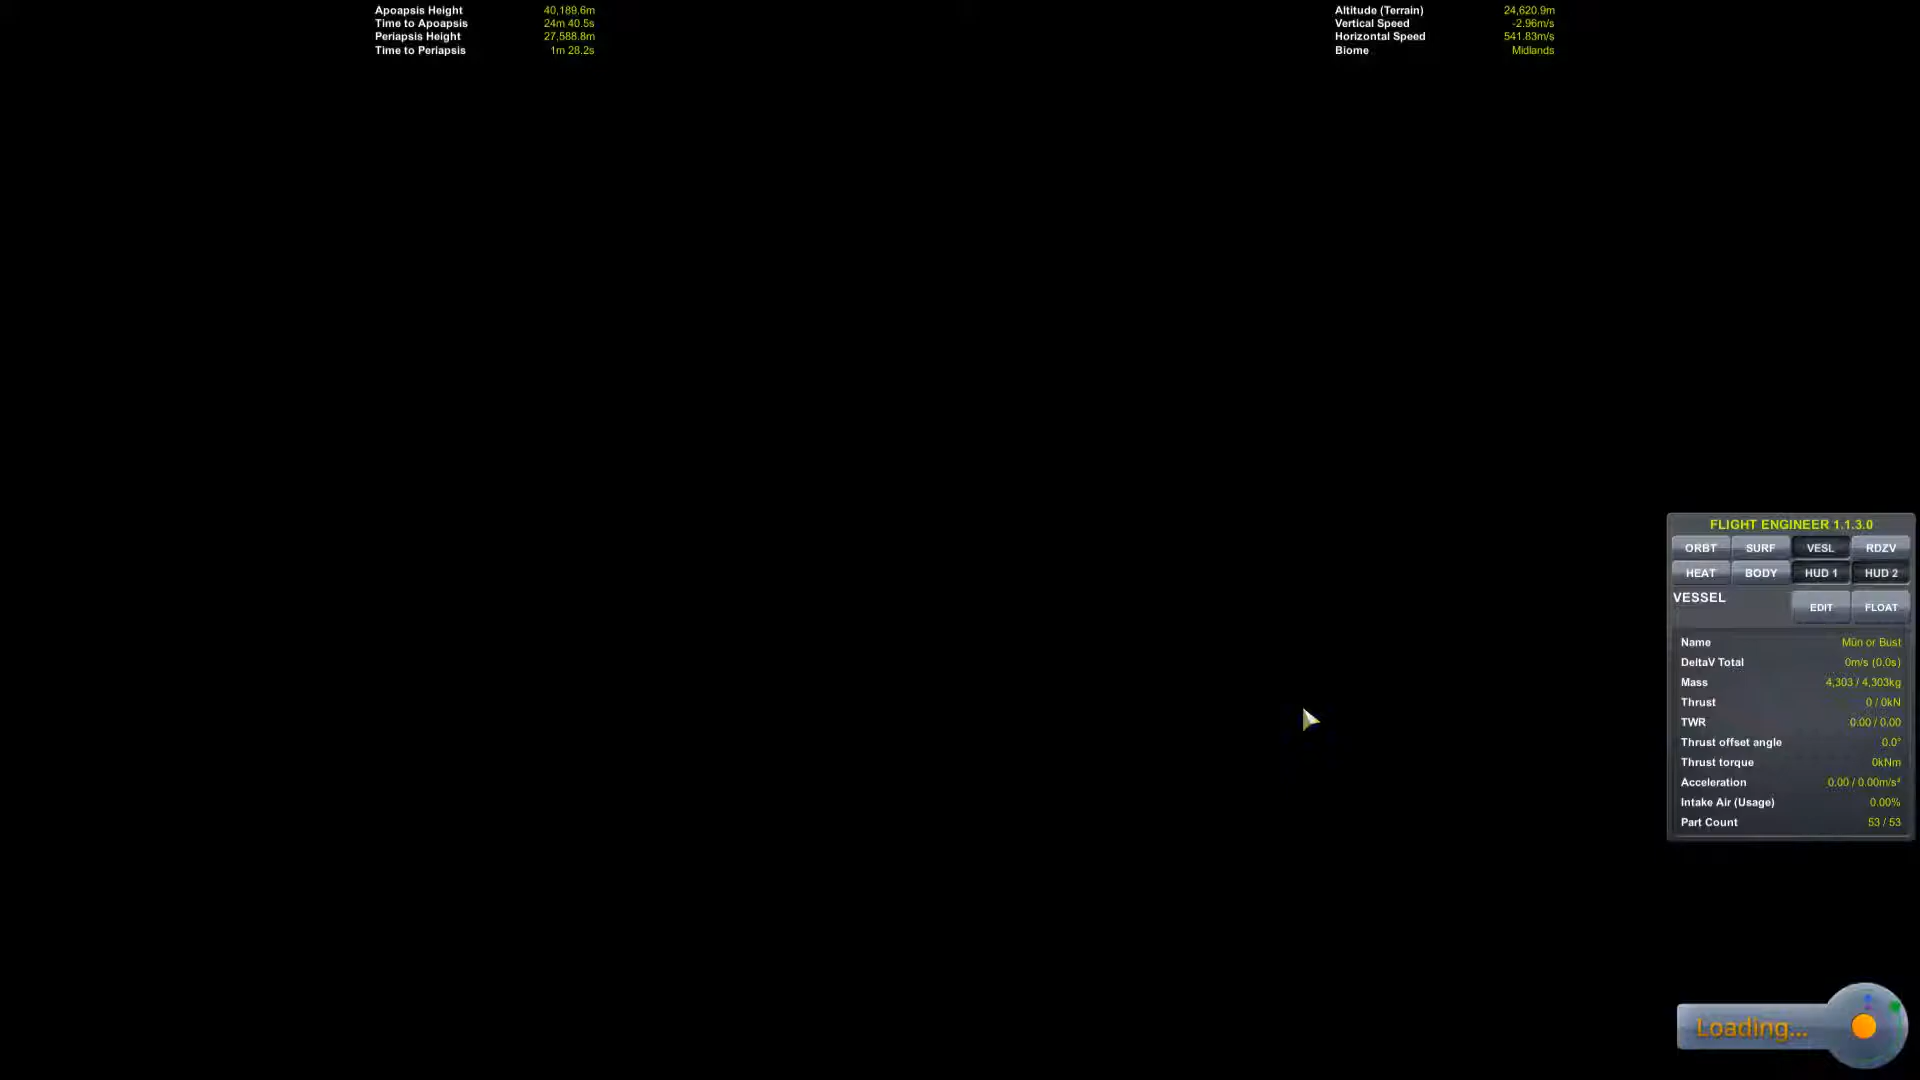 Apoapsis Height 40,189.6m
Time to Apoapsis 24m 40.5s
Periapsis Height 27,588.8m
Time to Periapsis 1m 28.2s
Altitude (Terrain) 24,620.9m
Vertical Speed -2.96m/s
Horizontal Speed 541.83m/s
Biome Midlands
FLIGHT ENGINEER 1.1.3.0
ORBT SURF VESL RDZV
HEAT BODY HUD 1 HUD 2
VESSEL EDIT FLOAT
Name Mün or Bust
DeltaV Total 0m/s (0.0s)
Mass 4,303 / 4,303kg
Thrust 0 / 0kN
TWR 0.00 / 0.00
Thrust offset angle 0.0°
Thrust torque 0kNm
Acceleration 0.00 / 0.00m/s²
Intake Air (Usage) 0.00%
Part Count 53 / 53
Loading...